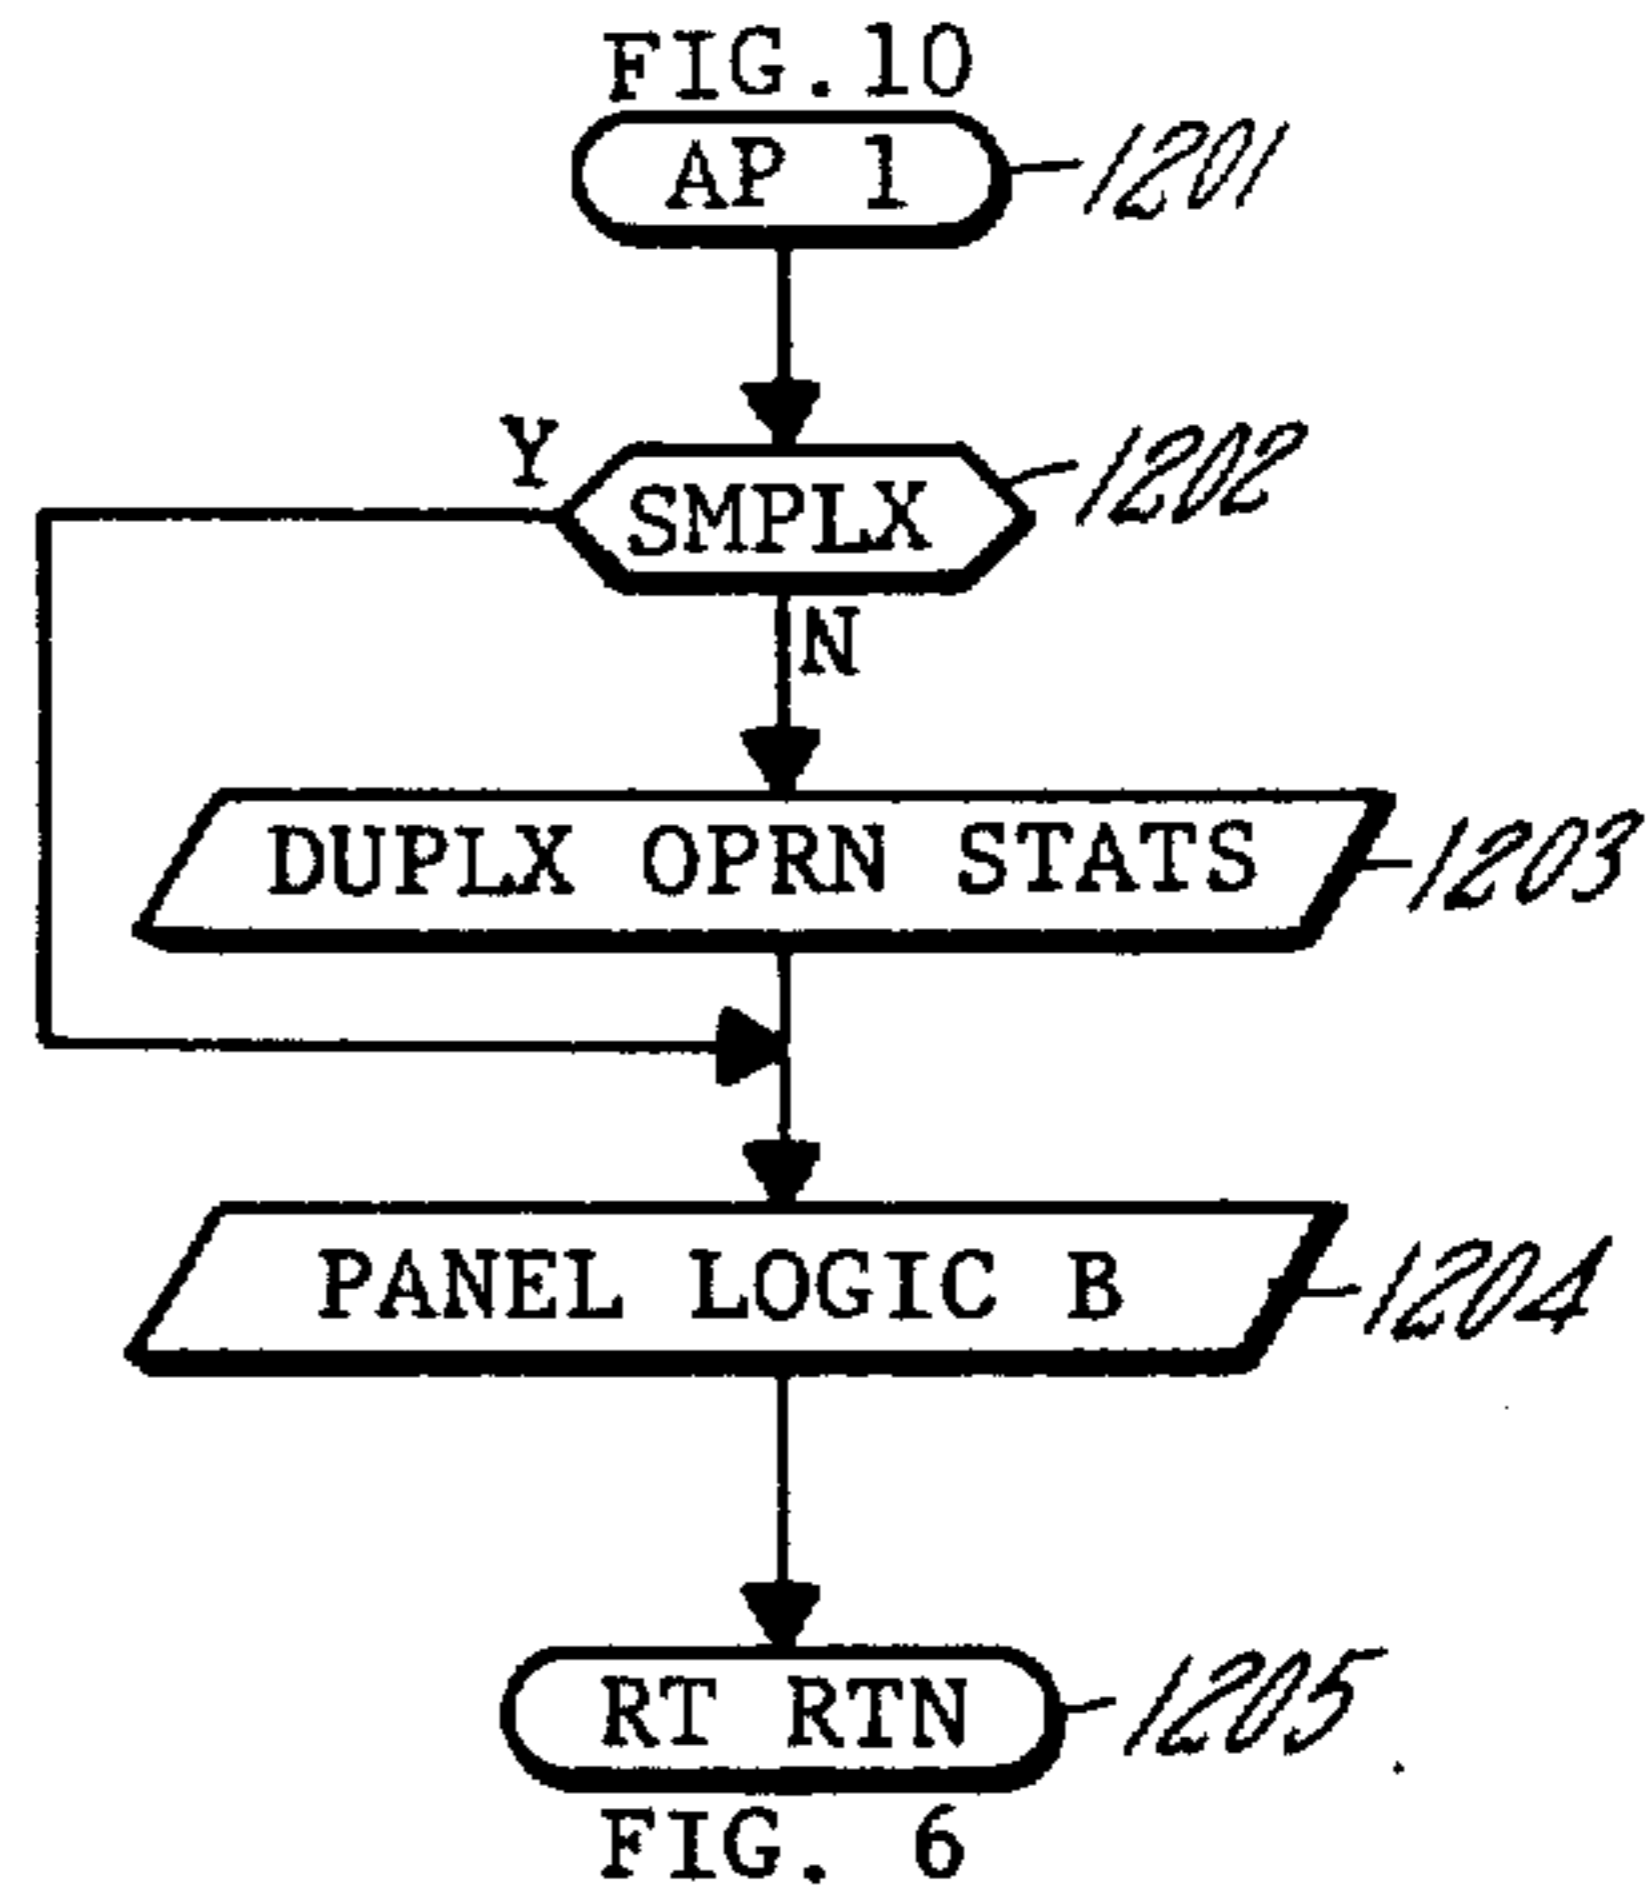 FIG.10
AP 1
1201
Y
SMPLX
1202
N
DUPLX OPRN STATS
1203
PANEL LOGIC B
1204
RT RTN
1205
FIG. 6